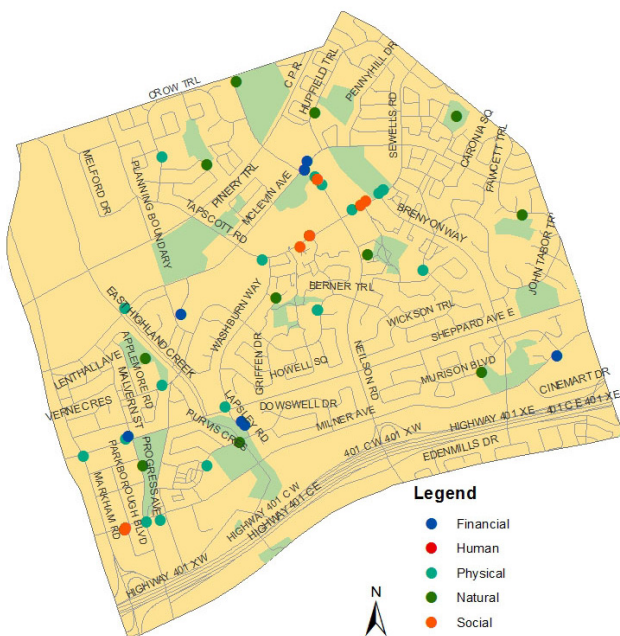 CROW TRL
C.P.R.
HUPFIELD TRL
PENNYHILL DR
SEWELLS RD
CARONIA SQ
FAWCETT TRL
MELFORD DR
PLANNING BOUNDARY
PINERY TRL
MCLEVIN AVE
TAPSCOTT RD
BRENYON WAY
JOHN TABOR TR
EAST HIGHLAND CREEK
WASHBURN WAY
BERNER TRL
WICKSON TRL
SHEPPARD AVE E
LENTHALL AVE
APPLEMORE RD
GRIFFEN DR
HOWELL SQ
NEILSON RD
MURISON BLVD
CINEMART DR
VERNE CRES
MALVERN ST
LAPSLEY RD
DOWSWELL DR
MILNER AVE
PURVIS CRES
HIGHWAY 401 XE
401 C E 401 XE
401 C W 401 XW
EDENMILLS DR
MARKHAM RD
PARKBOROUGH BLVD
PROGRESS AVE
HIGHWAY 401 C W
HIGHWAY 401 C E
HIGHWAY 401 XW
Legend
Financial
Human
Physical
Natural
Social
N